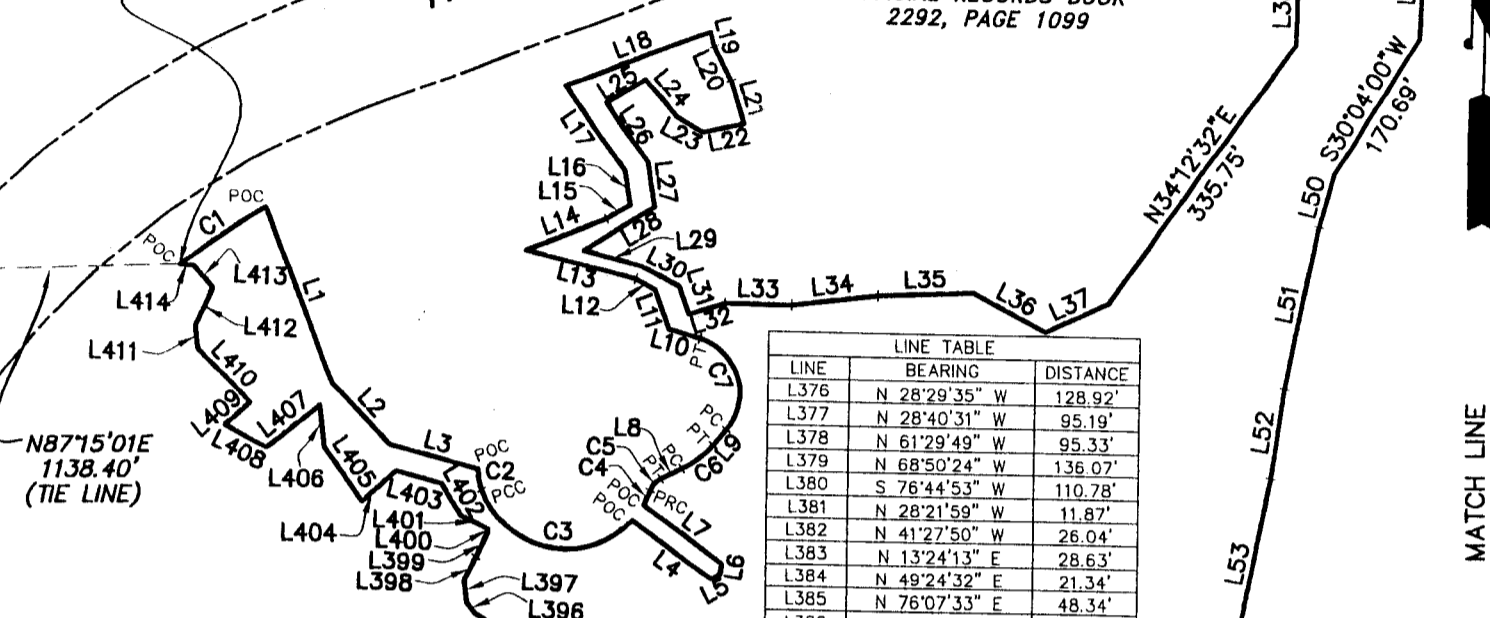 2292, PAGE 1099
L18
L19
L20
L21
L22
L23
L24
L25
L26
L17
L16
L15
L27
L14
L28
L29
L30
L31
L13
L12
L11
L10
32
L33
L34
L35
L36
L37
N34°12'32"E
335.75'
S30°04'00"W
170.69'
L50
L51
L52
L53
MATCH LINE
POC
C1
POC
L413
L414
L1
L412
L411
L410
L409
L408
L407
L406
L405
L404
L2
L3
POC
C2
PCC
L402
L403
L401
L400
L399
L398
L397
L396
C3
POC
POC
C4
C5
L8
PT
PC
PRC
L7
L6
L5
L4
C6
L9
PT
PC
C7
PT
N87°15'01E
1138.40'
(TIE LINE)
LINE TABLE
LINE BEARING DISTANCE
L376 N 28°29'35" W 128.92'
L377 N 28°40'31" W 95.19'
L378 N 61°29'49" W 95.33'
L379 N 68°50'24" W 136.07'
L380 S 76°44'53" W 110.78'
L381 N 28°21'59" W 11.87'
L382 N 41°27'50" W 26.04'
L383 N 13°24'13" E 28.63'
L384 N 49°24'32" E 21.34'
L385 N 76°07'33" E 48.34'